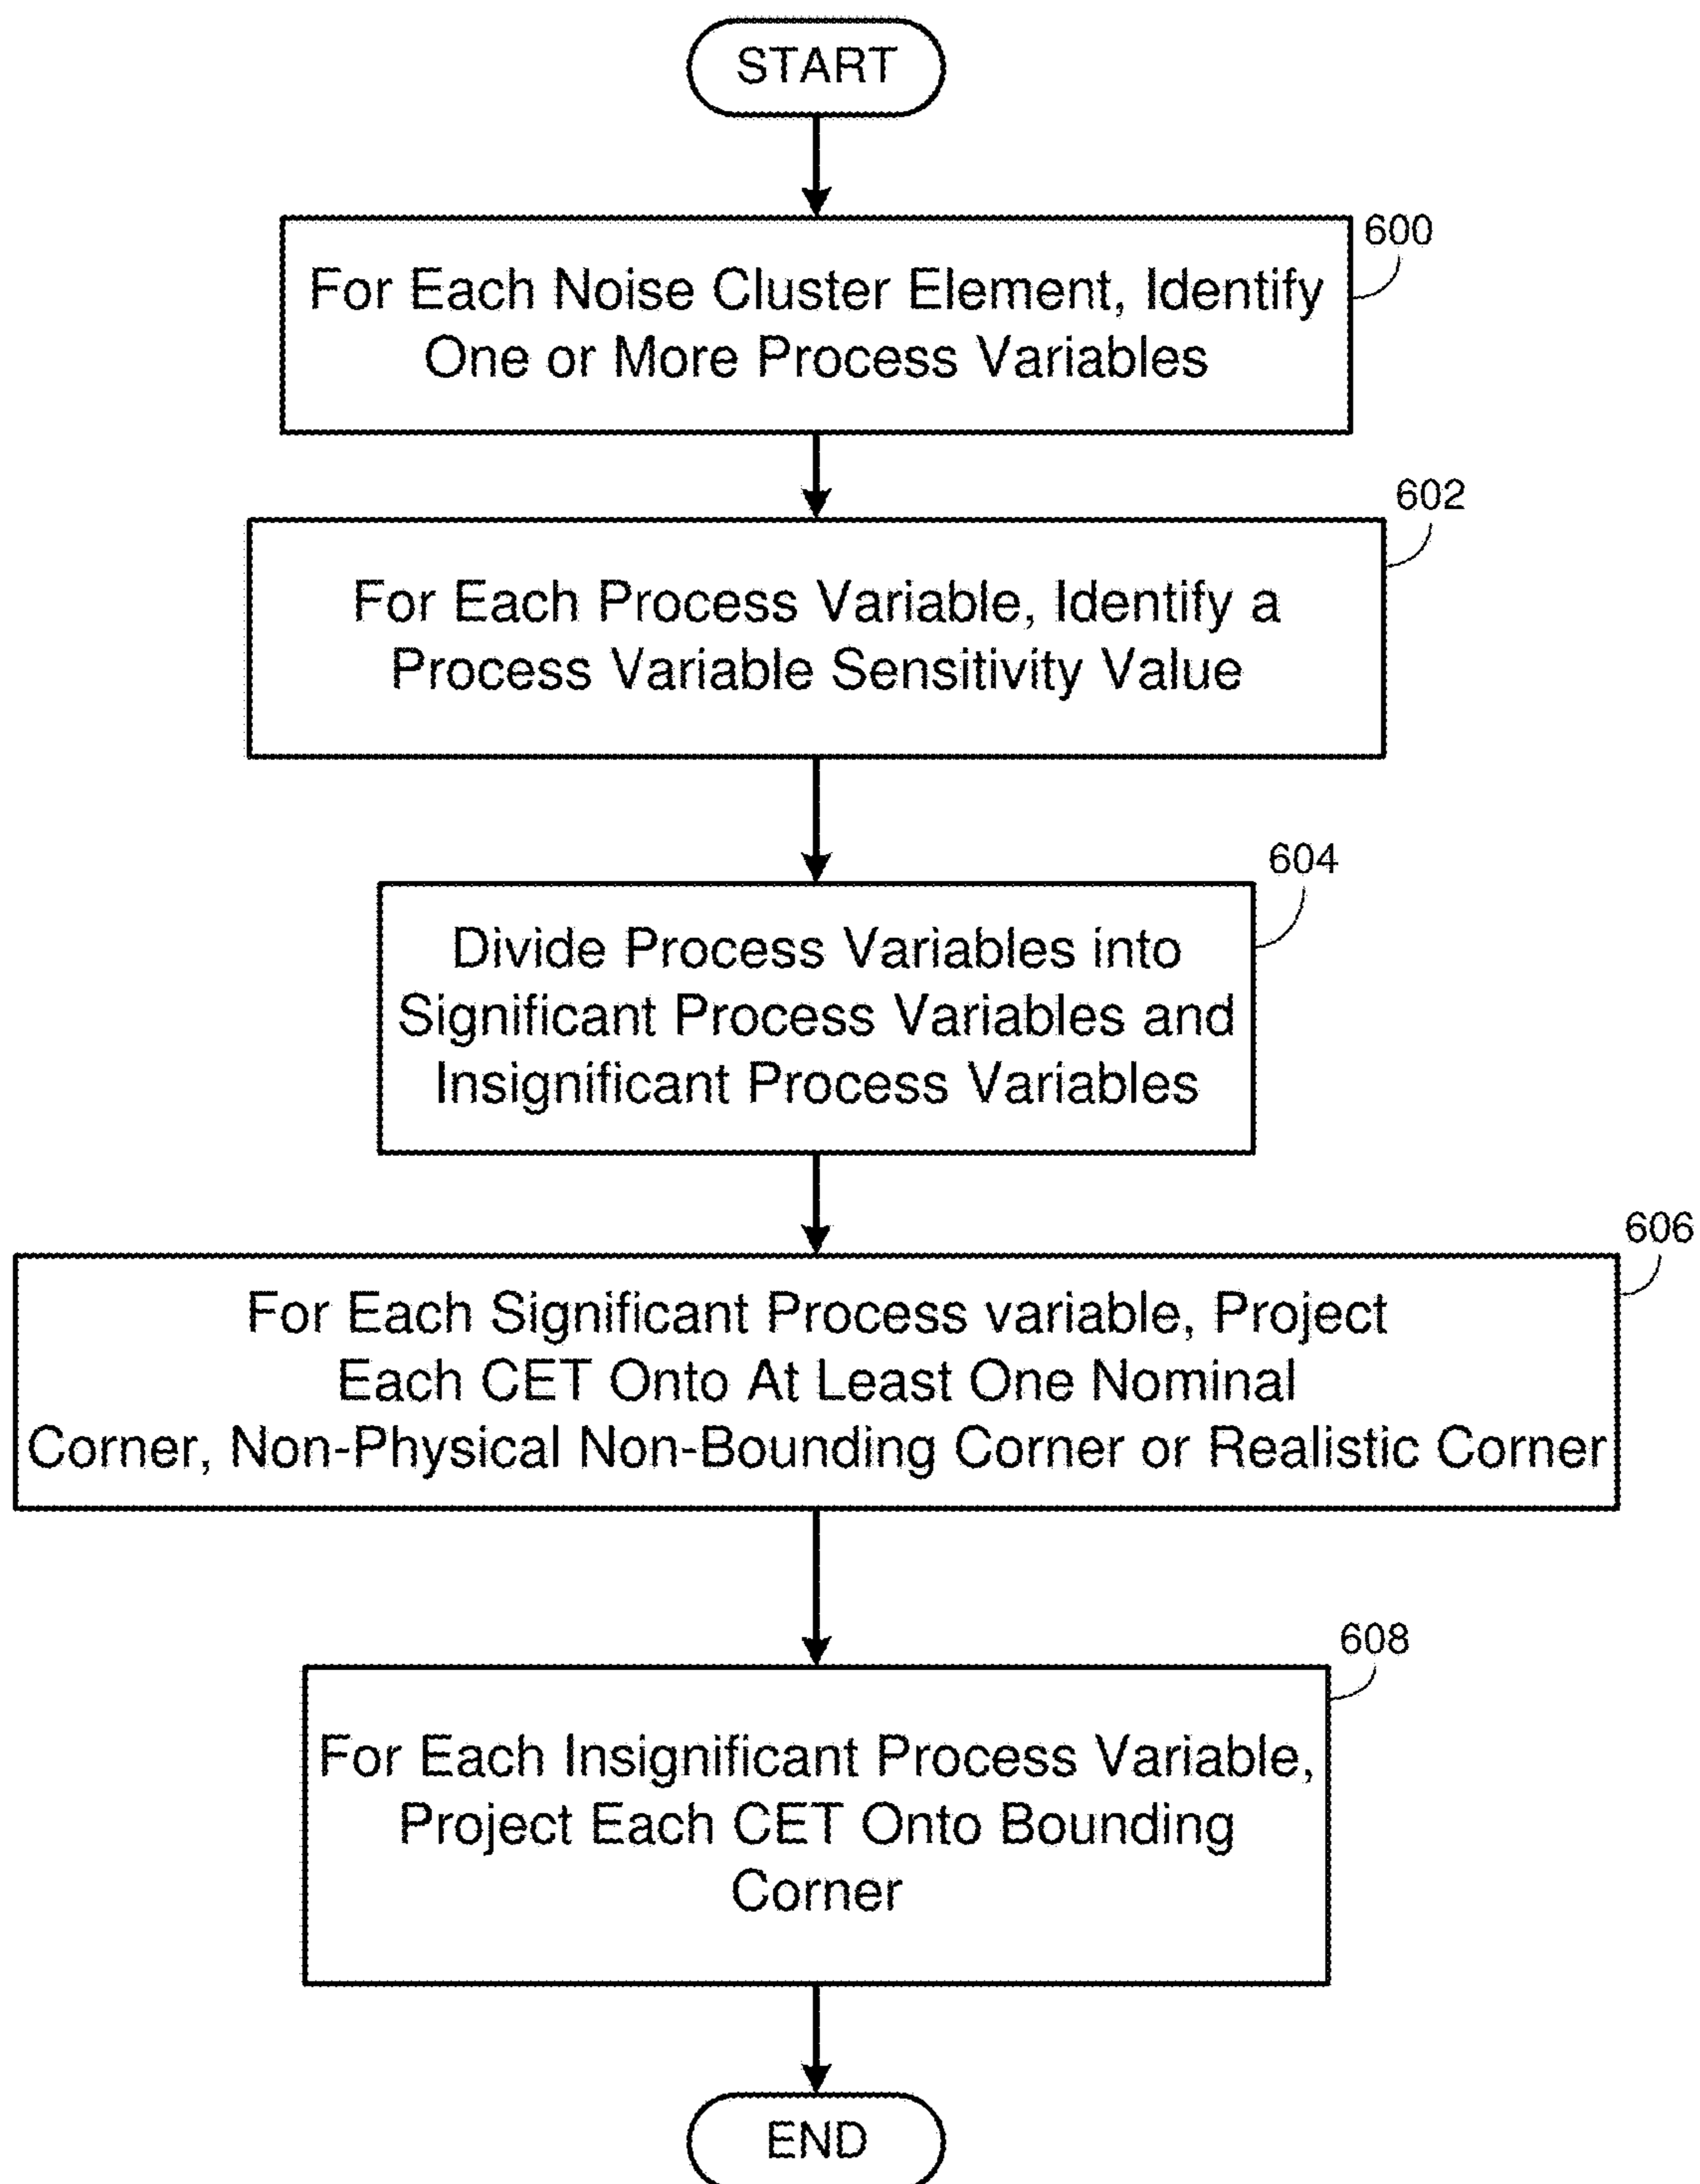 START
600
For Each Noise Cluster Element, Identify
One or More Process Variables
602
For Each Process Variable, Identify a
Process Variable Sensitivity Value
604
Divide Process Variables into
Significant Process Variables and
Insignificant Process Variables
606
For Each Significant Process variable, Project
Each CET Onto At Least One Nominal
Corner, Non-Physical Non-Bounding Corner or Realistic Corner
608
For Each Insignificant Process Variable,
Project Each CET Onto Bounding
Corner
END